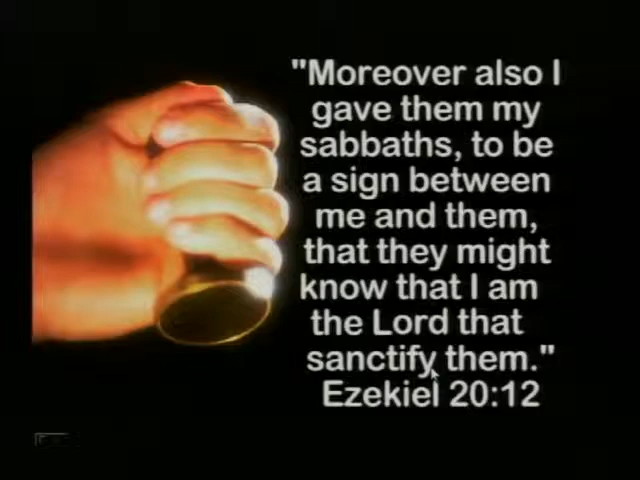 "Moreover also I
gave them my
sabbaths, to be
a sign between
me and them,
that they might
know that I am
the Lord that
sanctify them."
Ezekiel 20:12